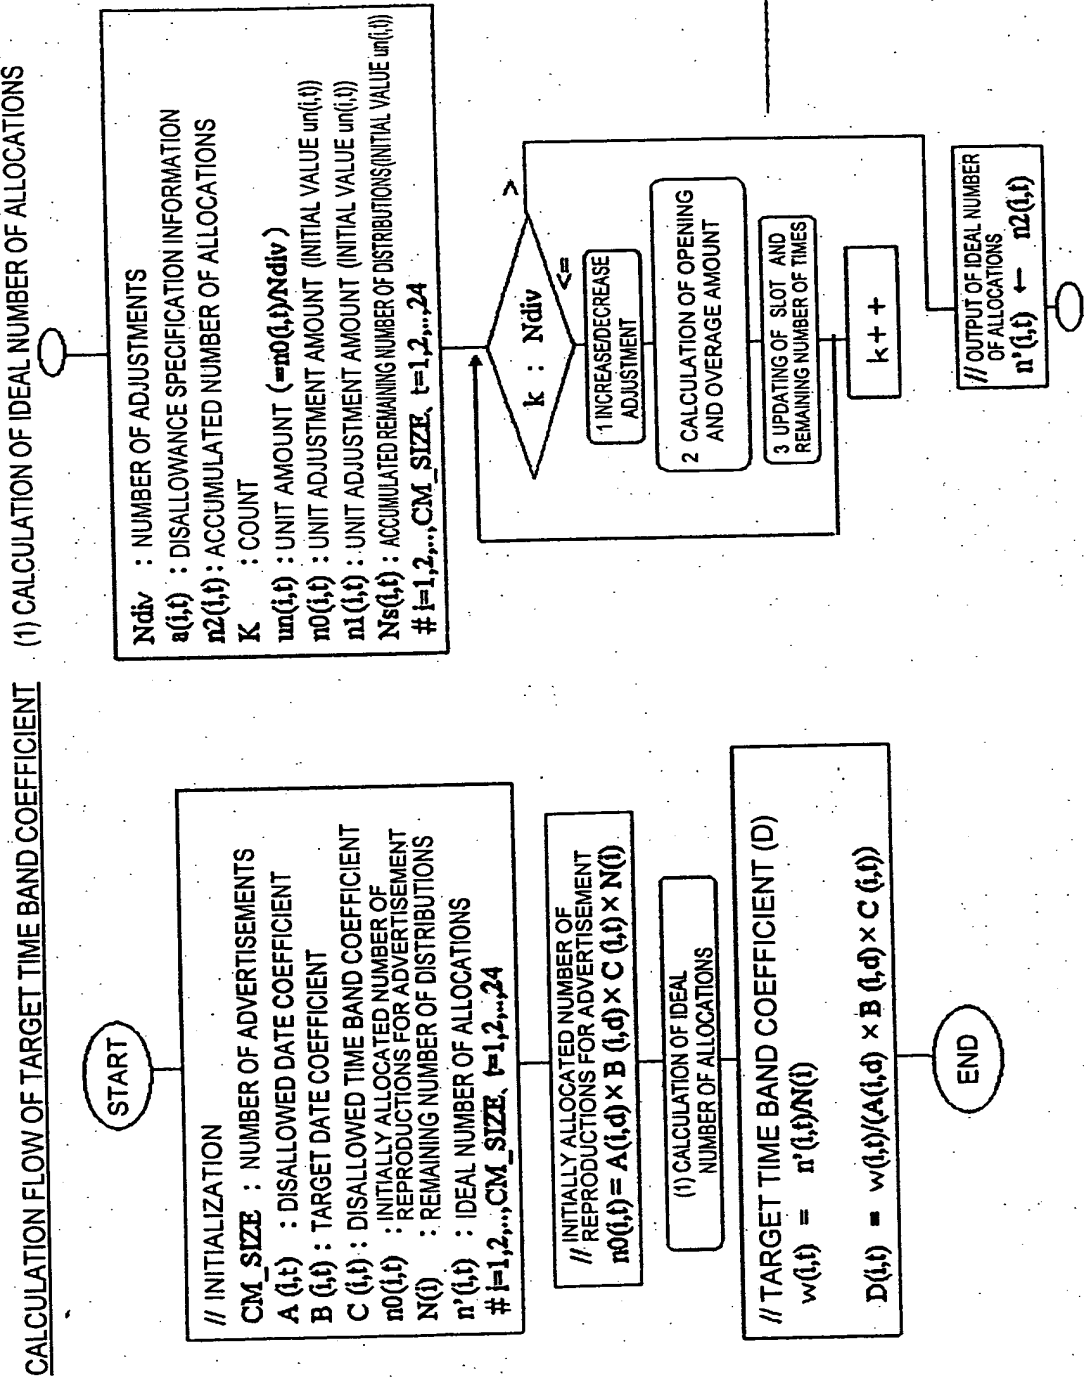 CALCULATION FLOW OF TARGET TIME BAND COEFFICIENT
START
// INITIALIZATION
CM_SIZE : NUMBER OF ADVERTISEMENTS
A (i,t) : DISALLOWED DATE COEFFICIENT
B (i,t) : TARGET DATE COEFFICIENT
C (i,t) : DISALLOWED TIME BAND COEFFICIENT
n0(i,t) : INITIALLY ALLOCATED NUMBER OF
REPRODUCTIONS FOR ADVERTISEMENT
N(i) : REMAINING NUMBER OF DISTRIBUTIONS
n'(i,t) : IDEAL NUMBER OF ALLOCATIONS
# i=1,2,..,CM_SIZE、t=1,2,..,24
// INITIALLY ALLOCATED NUMBER OF
REPRODUCTIONS FOR ADVERTISEMENT
n0(i,t) = A(i,d) × B (i,d) × C (i,t) × N(i)
(1) CALCULATION OF IDEAL
NUMBER OF ALLOCATIONS
// TARGET TIME BAND COEFFICIENT (D)
w(i,t) = n'(i,t)/N(i)
D(i,t) = w(i,t)/(A(i,d) × B (i,d) × C (i,t))
END
(1) CALCULATION OF IDEAL NUMBER OF ALLOCATIONS
Ndiv : NUMBER OF ADJUSTMENTS
a(i,t) : DISALLOWANCE SPECIFICATION INFORMATION
n2(i,t) : ACCUMULATED NUMBER OF ALLOCATIONS
K : COUNT
un(i,t) : UNIT AMOUNT (=n0(i,t)/Ndiv )
n0(i,t) : UNIT ADJUSTMENT AMOUNT (INITIAL VALUE un(i,t))
n1(i,t) : UNIT ADJUSTMENT AMOUNT (INITIAL VALUE un(i,t))
Ns(i,t) : ACCUMULATED REMAINING NUMBER OF DISTRIBUTIONS(INITIAL VALUE un(i,t))
# i=1,2,..,CM_SIZE、t=1,2,..,24
k : Ndiv
>
<=
1 INCREASE/DECREASE
ADJUSTMENT
2 CALCULATION OF OPENING
AND OVERAGE AMOUNT
3 UPDATING OF SLOT AND
REMAINING NUMBER OF TIMES
k++
// OUTPUT OF IDEAL NUMBER
OF ALLOCATIONS
n'(i,t) ← n2(i,t)